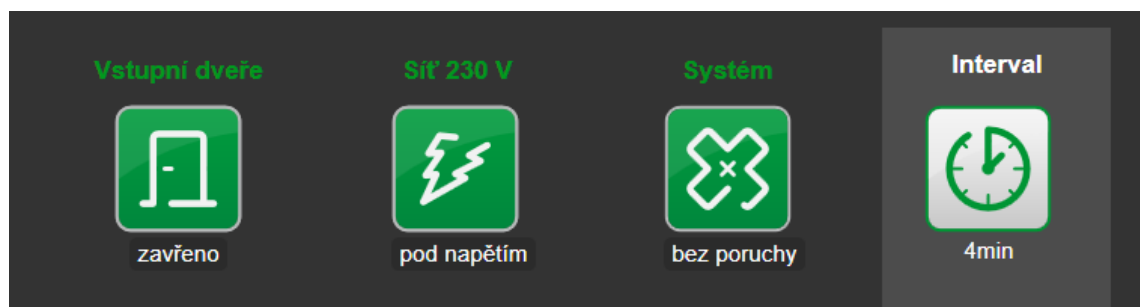 Vstupní dveře
Síť 230 V
Systém
Interval
zavřeno
pod napětím
bez poruchy
4min